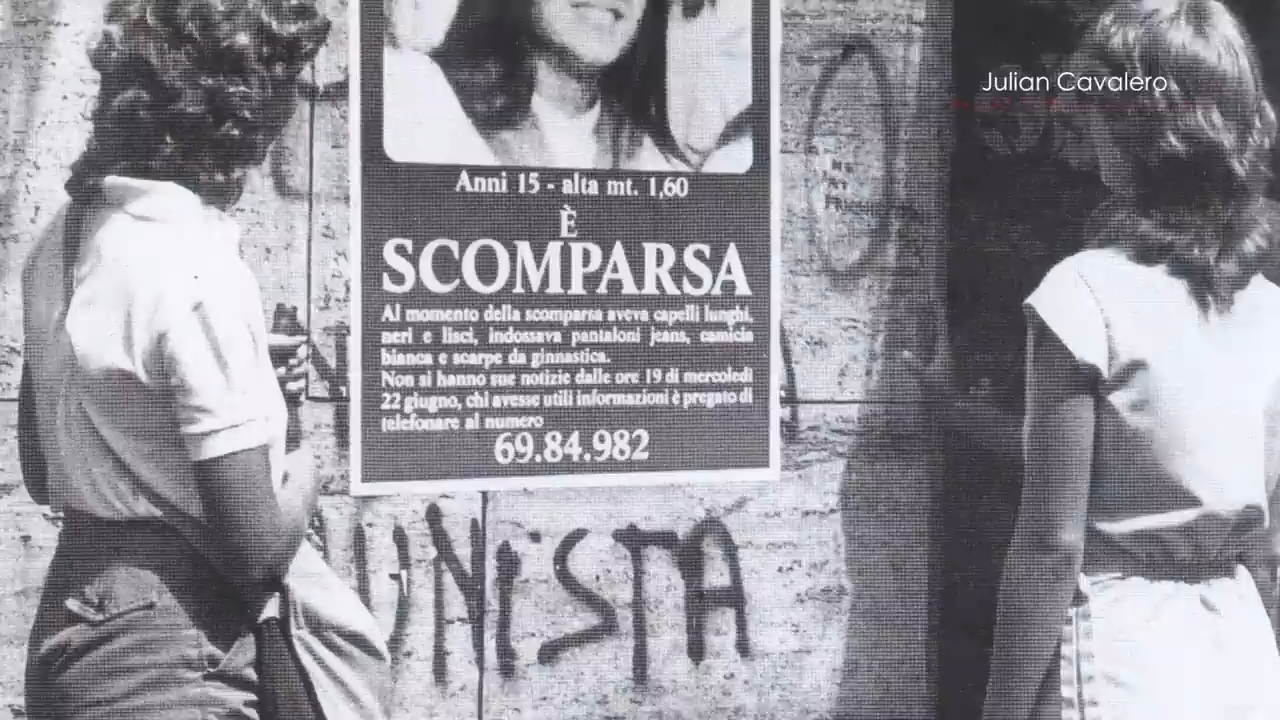 Julian Cavalero
Anni 15 - alta mt. 1,60
È
SCOMPARSA
Al momento della scomparsa aveva capelli lunghi,
neri e lisci, indossava pantaloni jeans, camicia
bianca e scarpe da ginnastica.
Non si hanno sue notizie dalle ore 19 di mercoledì
22 giugno, chi avesse utili informazioni è pregato di
telefonare al numero
69.84.982
UNISTA